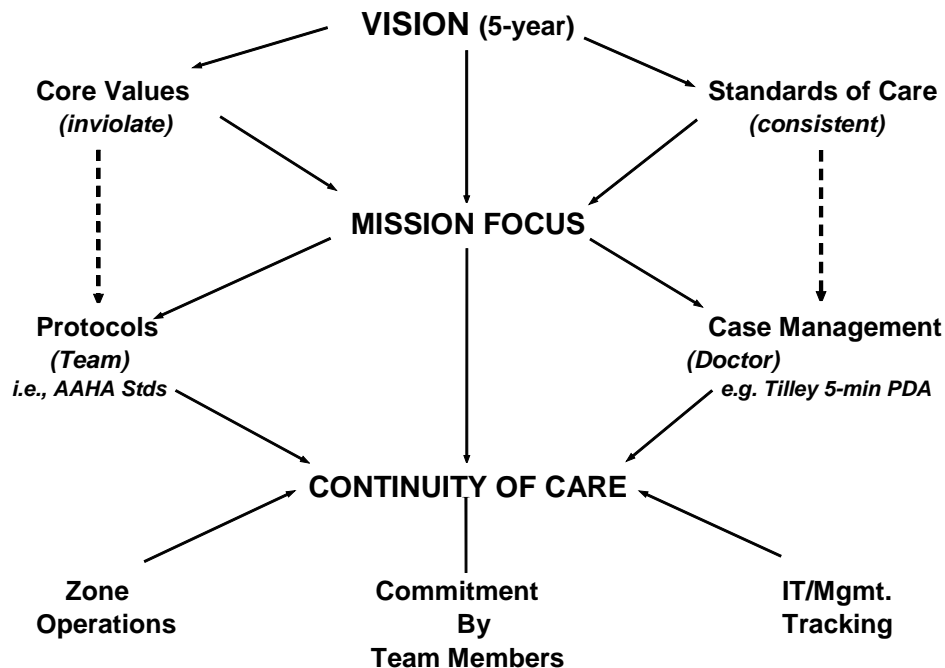 VISION (5-year)
Core Values
(inviolate)
Standards of Care
(consistent)
MISSION FOCUS
Protocols
(Team)
i.e., AAHA Stds
Case Management
(Doctor)
e.g. Tilley 5-min PDA
CONTINUITY OF CARE
Zone
Operations
Commitment
By
Team Members
IT/Mgmt.
Tracking